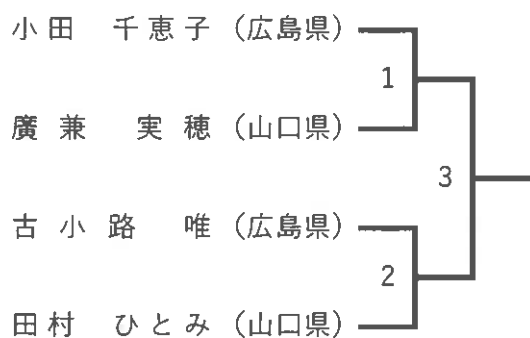 小田　千恵子（広島県）
1
廣兼　実穂（山口県）
3
古小路　唯（広島県）
2
田村　ひとみ（山口県）